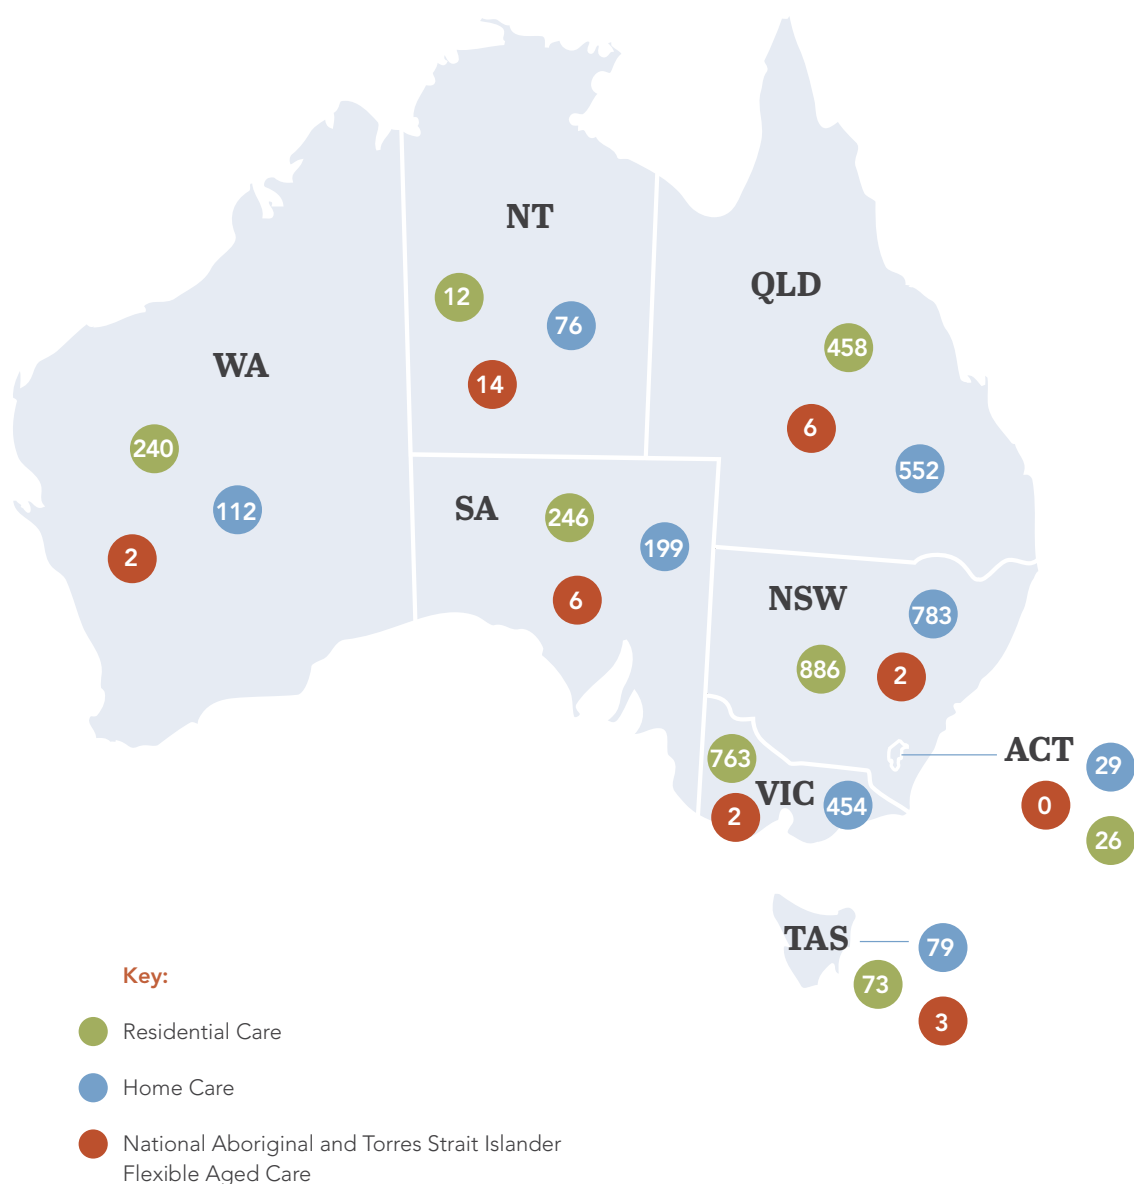 NT
12
76
14
QLD
458
6
552
WA
240
112
2
SA
246
199
6
NSW
783
886
2
ACT
29
0
26
763
VIC
454
2
TAS
79
73
3
Key:
Residential Care
Home Care
National Aboriginal and Torres Strait Islander
Flexible Aged Care